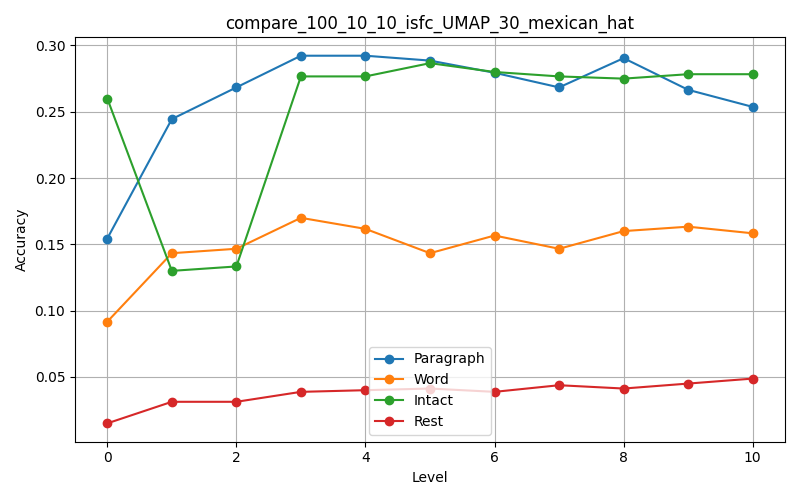 compare_100_10_10_isfc_UMAP_30_mexican_hat
0.30
0.25
0.20
0.15
0.10
0.05
Accuracy
Paragraph
Word
Intact
Rest
0 2 4 6 8 10
Level